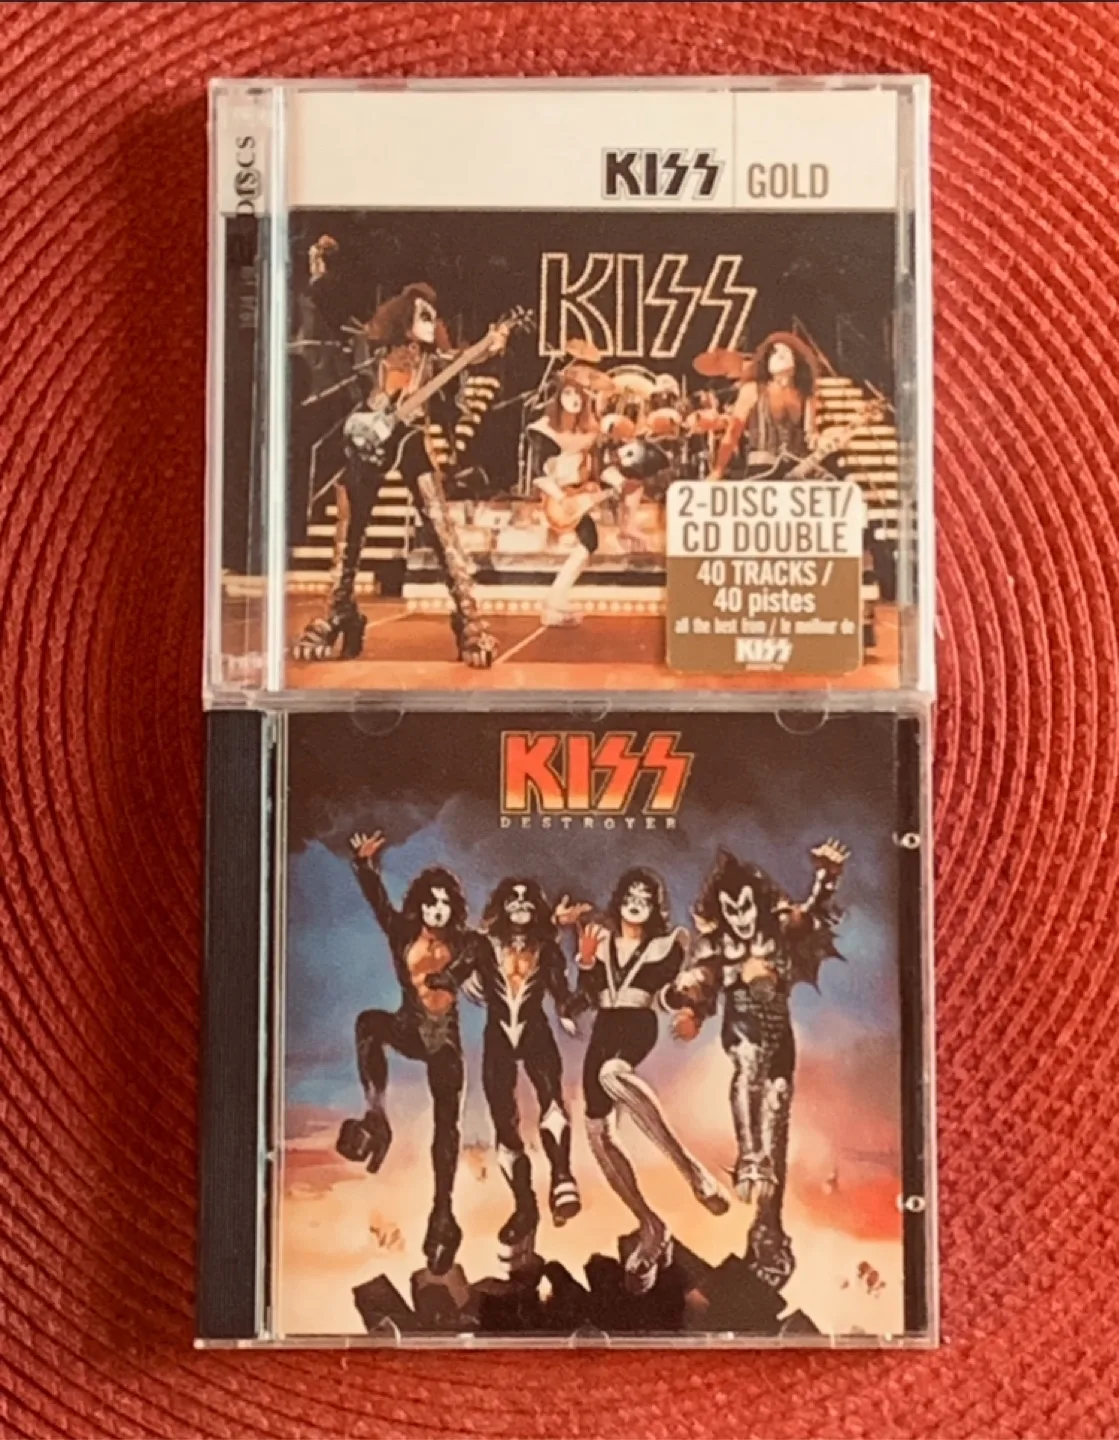 DISCS
KISS GOLD
KISS
2-DISC SET/
CD DOUBLE
40 TRACKS /
40 pistes
all the best from / le meilleur de
KISS
KISS
DESTROYER